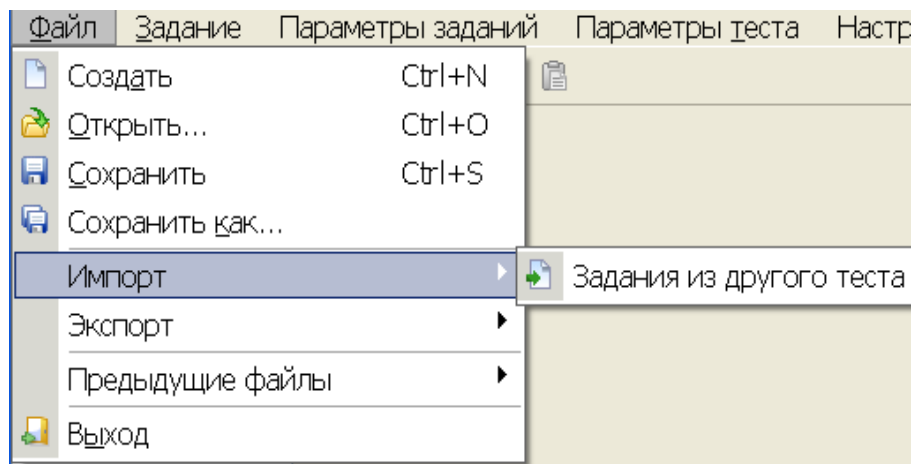 Файл Задание Параметры заданий Параметры теста Настр
Создать Ctrl+N
Открыть... Ctrl+O
Сохранить Ctrl+S
Сохранить как...
Импорт Задания из другого теста
Экспорт
Предыдущие файлы
Выход